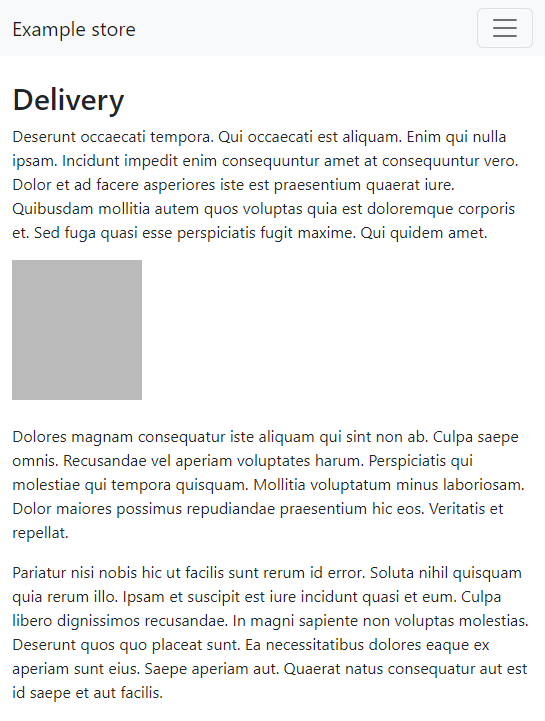 Example store
Delivery
Deserunt occaecati tempora. Qui occaecati est aliquam. Enim qui nulla
ipsam. Incidunt impedit enim consequuntur amet at consequuntur vero.
Dolor et ad facere asperiores iste est praesentium quaerat iure.
Quibusdam mollitia autem quos voluptas quia est doloremque corporis
et. Sed fuga quasi esse perspiciatis fugit maxime. Qui quidem amet.
Dolores magnam consequatur iste aliquam qui sint non ab. Culpa saepe
omnis. Recusandae vel aperiam voluptates harum. Perspiciatis qui
molestiae qui tempora quisquam. Mollitia voluptatum minus laboriosam.
Dolor maiores possimus repudiandae praesentium hic eos. Veritatis et
repellat.
Pariatur nisi nobis hic ut facilis sunt rerum id error. Soluta nihil quisquam
quia rerum illo. Ipsam et suscipit est iure incidunt quasi et eum. Culpa
libero dignissimos recusandae. In magni sapiente non voluptas molestias.
Deserunt quos quo placeat sunt. Ea necessitatibus dolores eaque ex
aperiam sunt eius. Saepe aperiam aut. Quaerat natus consequatur aut est
id saepe et aut facilis.